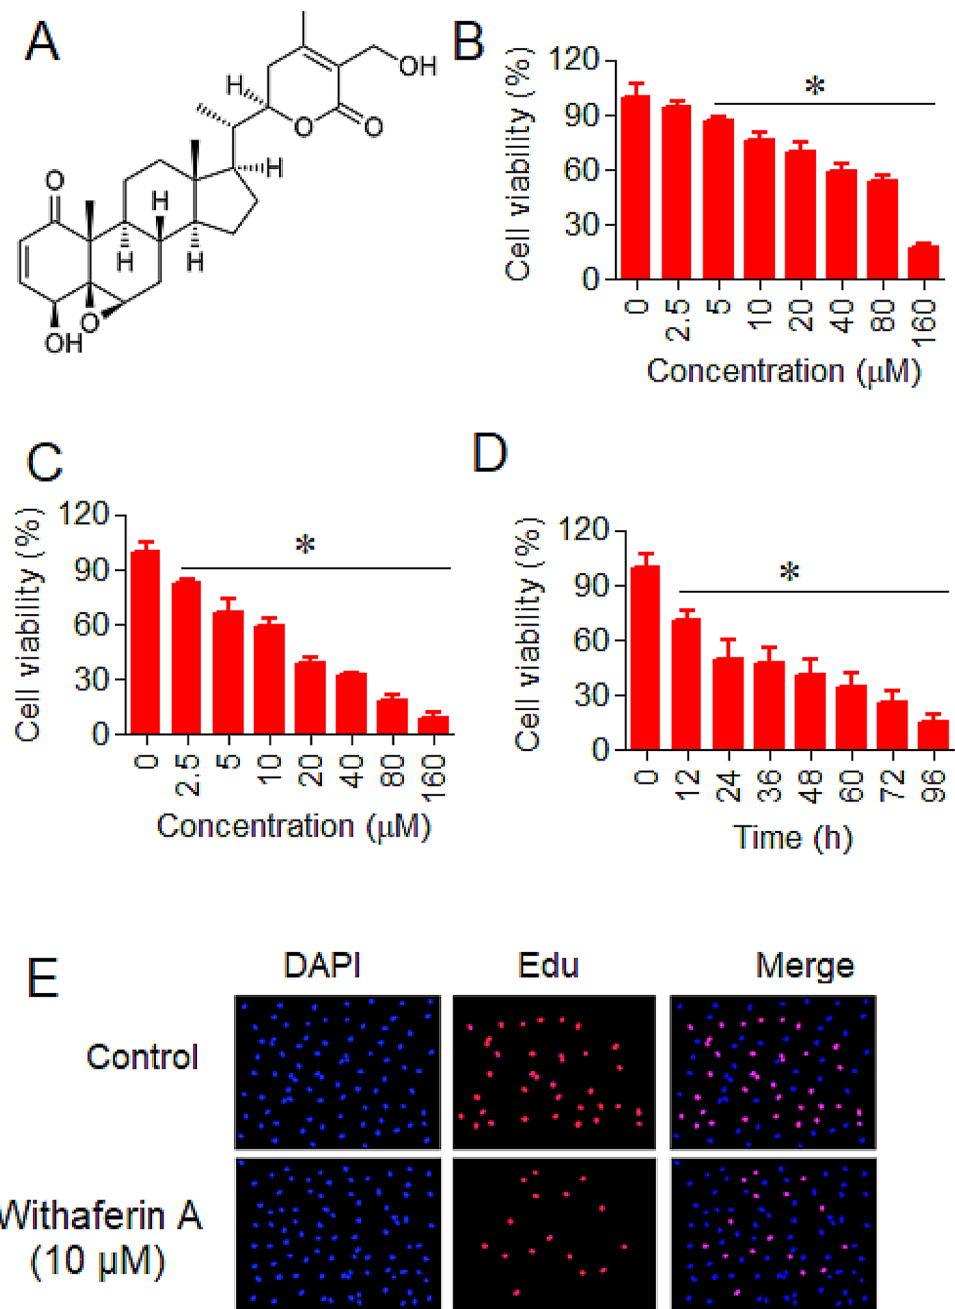 A
OH
H
O
O
O
H
H
H
H
O
OH
B
Cell viability (%)
120
90
60
30
0
*
0 2.5 5 10 20 40 80 160
Concentration (μM)
C
Cell viability (%)
120
90
60
30
0
*
0 2.5 5 10 20 40 80 160
Concentration (μM)
D
Cell viability (%)
120
90
60
30
0
*
0 12 24 36 48 60 72 96
Time (h)
E
DAPI Edu Merge
Control
Withaferin A
(10 μM)